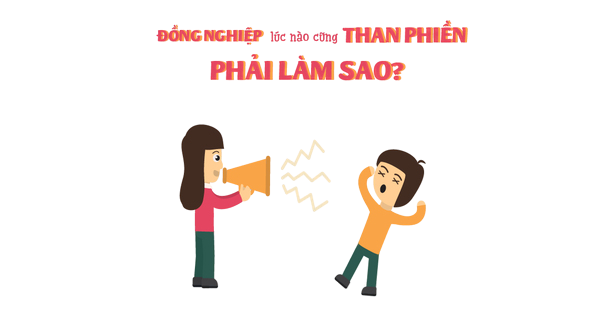 ĐỒNG NGHIỆP lúc nào cũng THAN PHIỀN
PHẢI LÀM SAO?